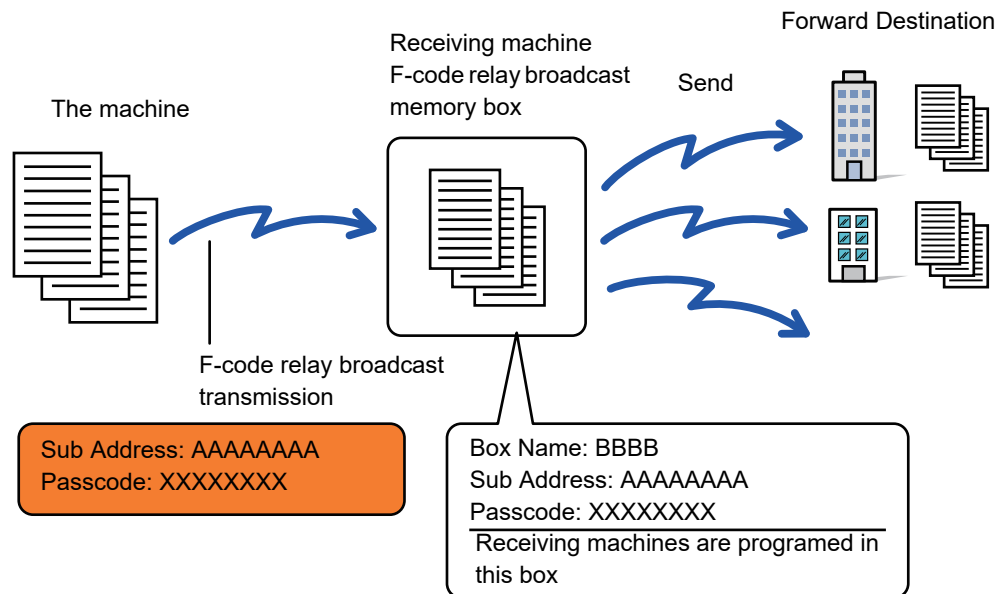 Forward Destination
Receiving machine
F-code relay broadcast
memory box
Send
The machine
F-code relay broadcast
transmission
Sub Address: AAAAAAAA
Passcode: XXXXXXXX
Box Name: BBBB
Sub Address: AAAAAAAA
Passcode: XXXXXXXX
Receiving machines are programed in
this box